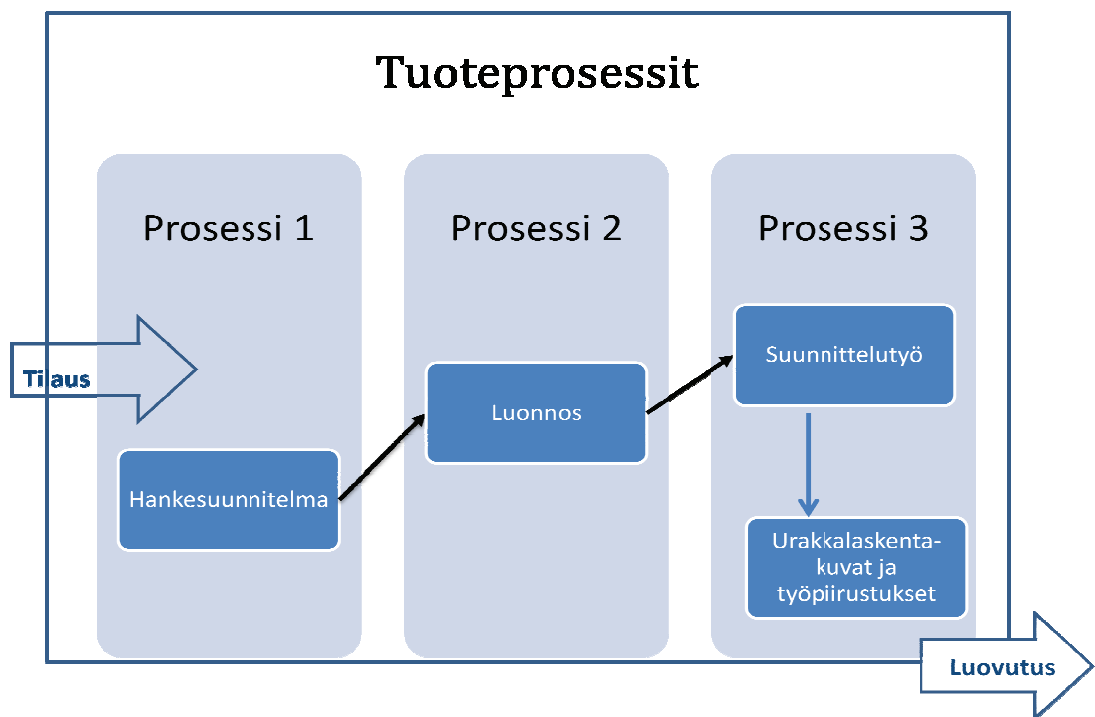 Tuoteprosessit
Prosessi 1
Prosessi 2
Prosessi 3
Tilaus
Hankesuunnitelma
Luonnos
Suunnittelutyö
Urakkalaskenta-
kuvat ja
työpiirustukset
Luovutus